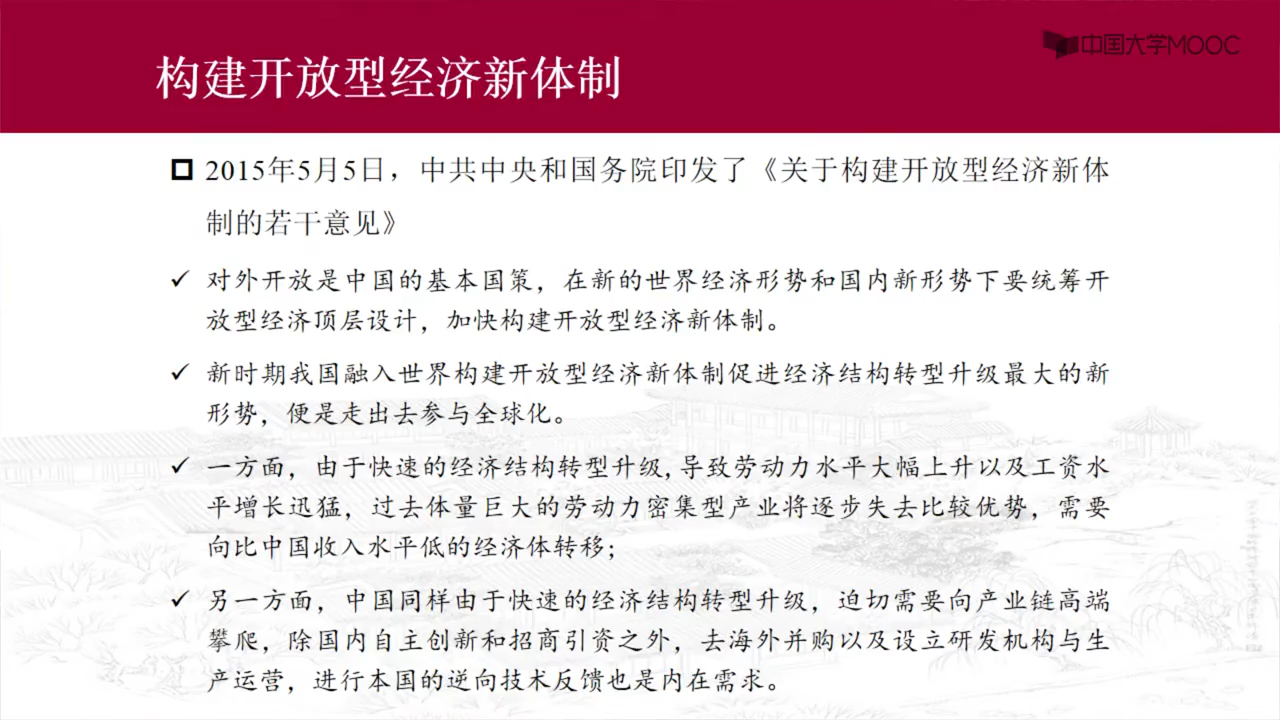 中国大学MOOC
构建开放型经济新体制
2015年5月5日，中共中央和国务院印发了《关于构建开放型经济新体
制的若干意见》
对外开放是中国的基本国策，在新的世界经济形势和国内新形势下要统筹开
放型经济顶层设计，加快构建开放型经济新体制。
新时期我国融入世界构建开放型经济新体制促进经济结构转型升级最大的新
形势，便是走出去参与全球化。
一方面，由于快速的经济结构转型升级,导致劳动力水平大幅上升以及工资水
平增长迅猛，过去体量巨大的劳动力密集型产业将逐步失去比较优势，需要
向比中国收入水平低的经济体转移；
另一方面，中国同样由于快速的经济结构转型升级，迫切需要向产业链高端
攀爬，除国内自主创新和招商引资之外，去海外并购以及设立研发机构与生
产运营，进行本国的逆向技术反馈也是内在需求。